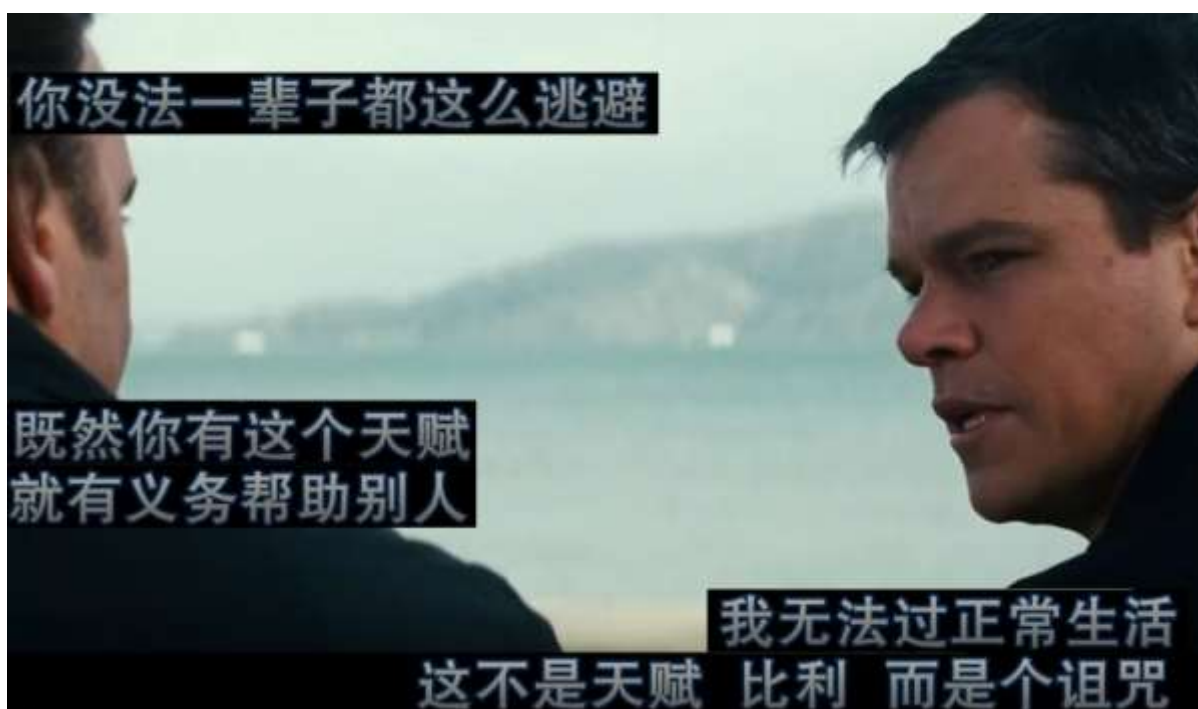 你没法一辈子都这么逃避
既然你有这个天赋
就有义务帮助别人
我无法过正常生活
这不是天赋 比利 而是个诅咒